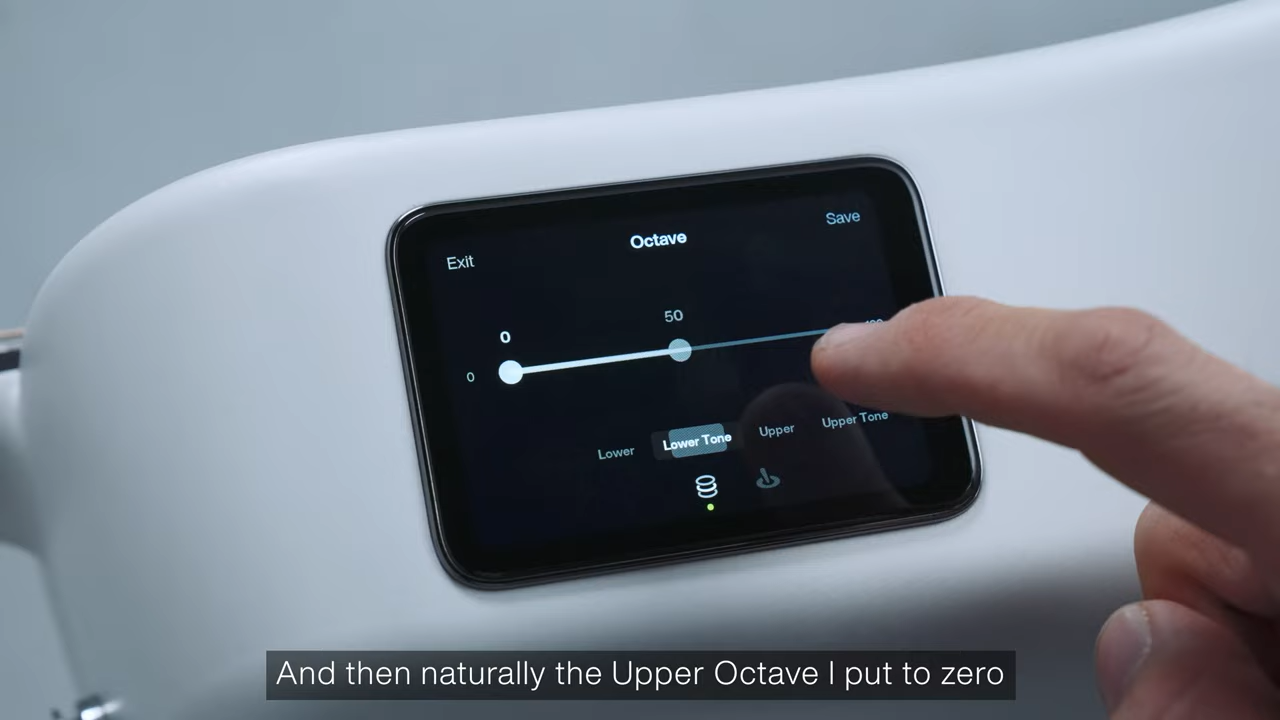 Save
Octave
Exit
50
0
0
Upper Tone
Upper
Lower Tone
Lower
And then naturally the Upper Octave I put to zero